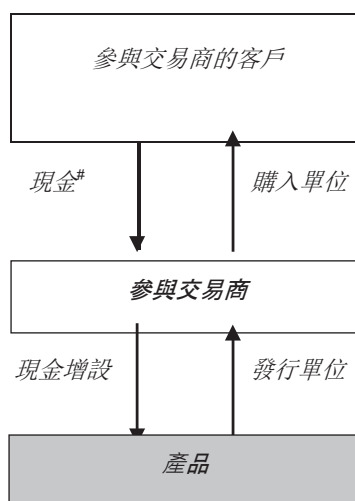 參與交易商的客戶
現金# 購入單位
參與交易商
現金增設 發行單位
產品